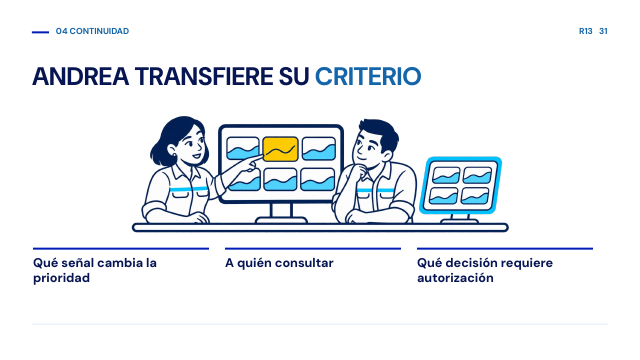 04 CONTINUIDAD
R13 31
ANDREA TRANSFIERE SU CRITERIO
Qué señal cambia la
prioridad
A quién consultar
Qué decisión requiere
autorización